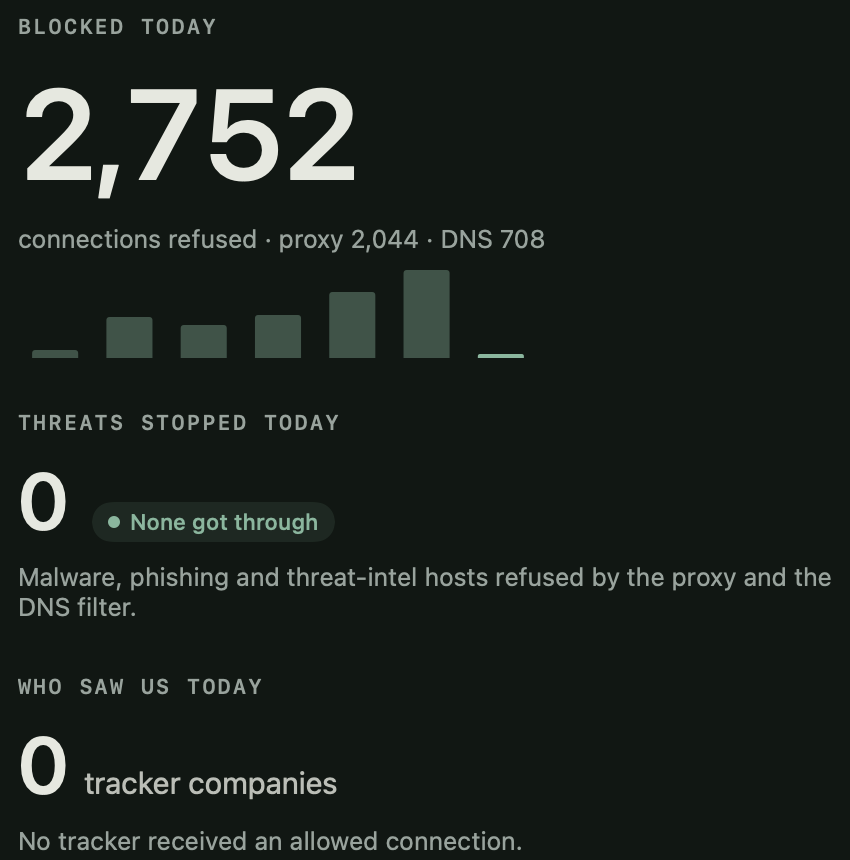 BLOCKED TODAY
2,752
connections refused · proxy 2,044 · DNS 708
THREATS STOPPED TODAY
0 None got through
Malware, phishing and threat-intel hosts refused by the proxy and the
DNS filter.
WHO SAW US TODAY
0 tracker companies
No tracker received an allowed connection.